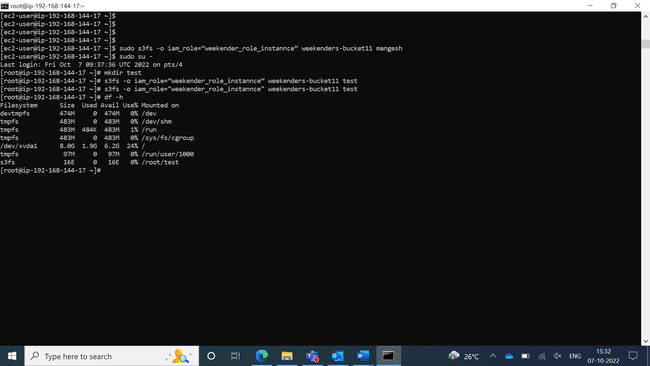 root@ip-192-168-144-17:~
[ec2-user@ip-192-168-144-17 ~]$
[ec2-user@ip-192-168-144-17 ~]$
[ec2-user@ip-192-168-144-17 ~]$
[ec2-user@ip-192-168-144-17 ~]$
[ec2-user@ip-192-168-144-17 ~]$ sudo s3fs -o iam_role=”weekender_role_instannce” weekenders-bucket11 mangesh
[ec2-user@ip-192-168-144-17 ~]$ sudo su -
Last login: Fri Oct  7 09:37:36 UTC 2022 on pts/4
[root@ip-192-168-144-17 ~]# mkdir test
[root@ip-192-168-144-17 ~]# s3fs -o iam_role=”weekender_role_instannce” weekenders-bucket11 test
[root@ip-192-168-144-17 ~]# s3fs -o iam_role=”weekender_role_instannce” weekenders-bucket11 test
[root@ip-192-168-144-17 ~]# df -h
Filesystem      Size  Used Avail Use% Mounted on
devtmpfs        474M     0  474M   0% /dev
tmpfs           483M     0  483M   0% /dev/shm
tmpfs           483M  484K  483M   1% /run
tmpfs           483M     0  483M   0% /sys/fs/cgroup
/dev/xvda1      8.0G  1.9G  6.2G  24% /
tmpfs            97M     0   97M   0% /run/user/1000
s3fs             16E     0   16E   0% /root/test
[root@ip-192-168-144-17 ~]#
Type here to search
26°C
ENG
15:32
07-10-2022